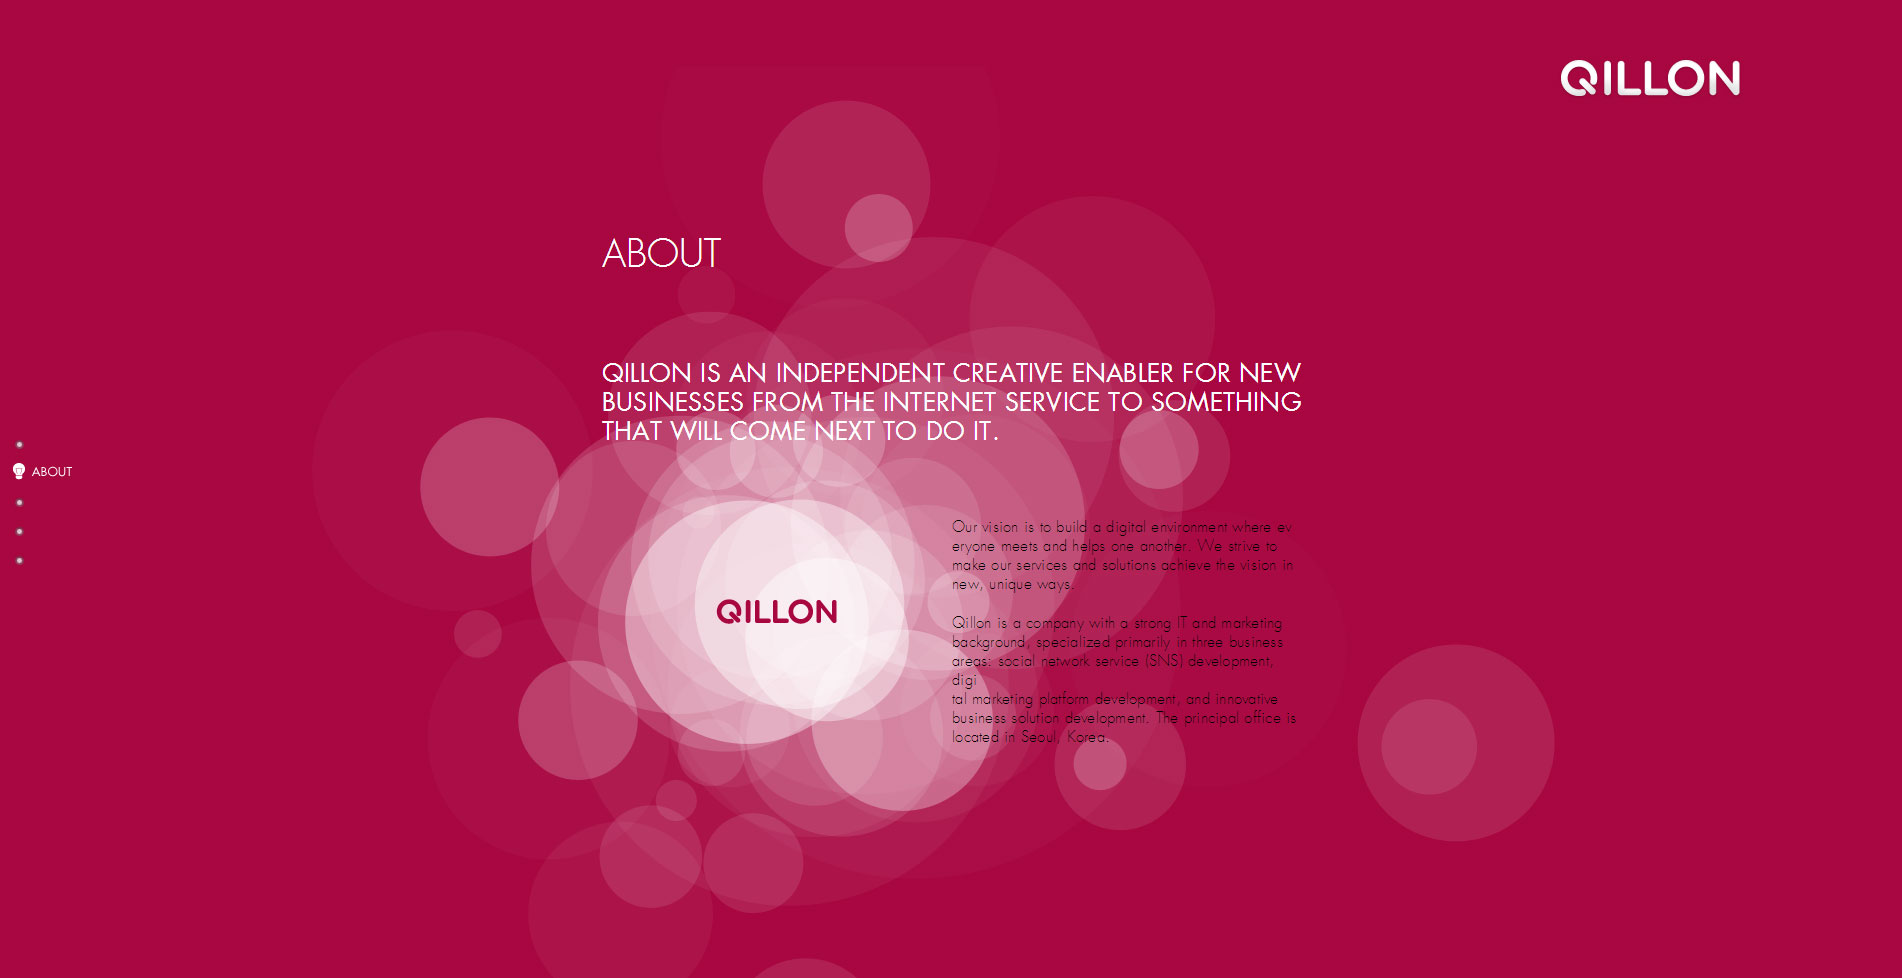 QILLON
ABOUT
QILLON IS AN INDEPENDENT CREATIVE ENABLER FOR NEW
BUSINESSES FROM THE INTERNET SERVICE TO SOMETHING
THAT WILL COME NEXT TO DO IT.
ABOUT
Our vision is to build a digital environment where ev
eryone meets and helps one another. We strive to
make our services and solutions achieve the vision in
new, unique ways.
QILLON
Qillon is a company with a strong IT and marketing
background, specialized primarily in three business
areas: social network service (SNS) development,
digi
tal marketing platform development, and innovative
business solution development. The principal office is
located in Seoul, Korea.